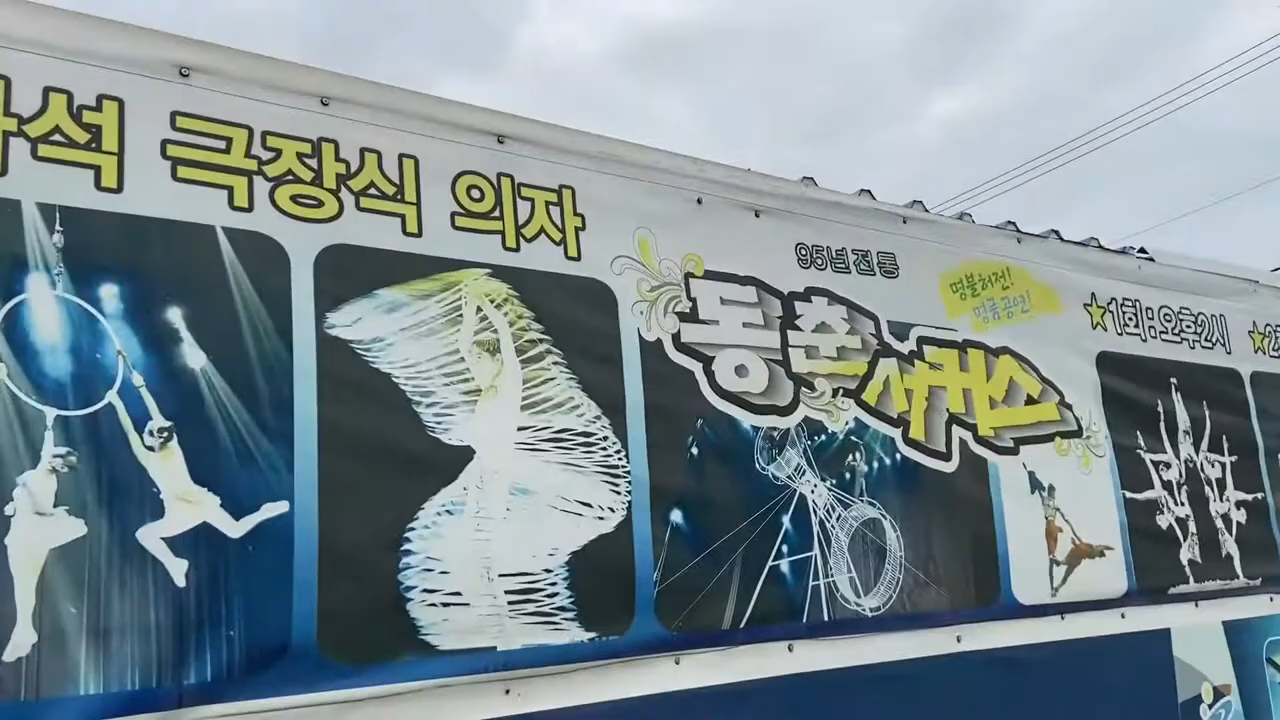 석 극장식 의자
95년 전통
명불허전!
명품공연!
동춘서커스
★1회:오후2시
★2